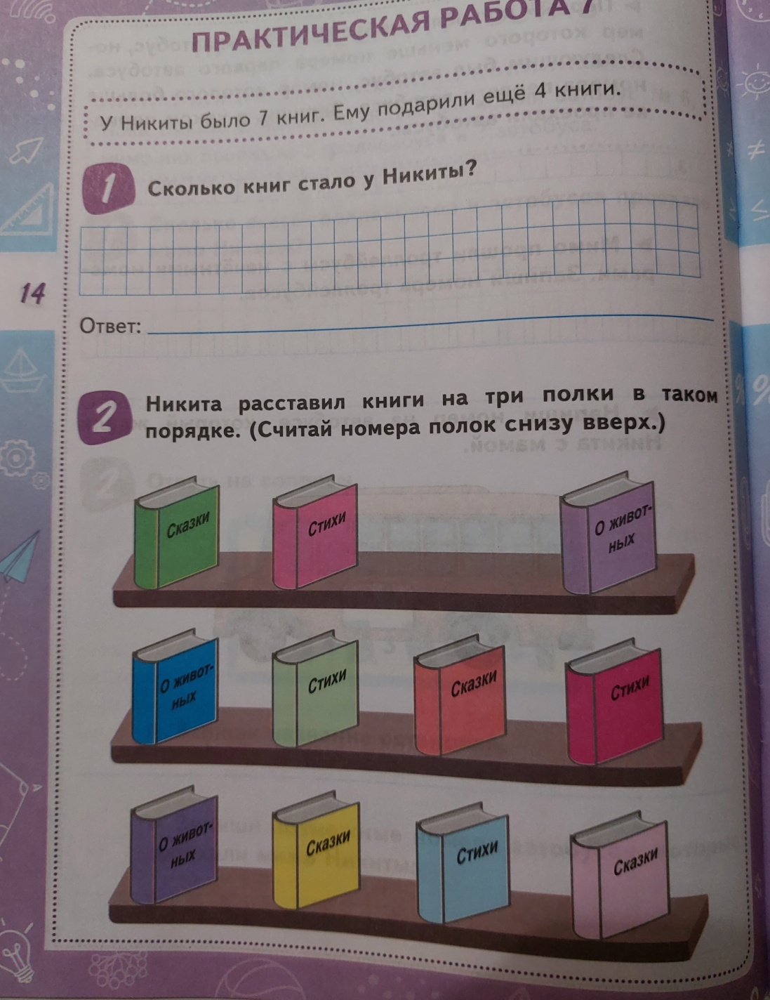 ПРАКТИЧЕСКАЯ РАБОТА 7
У Никиты было 7 книг. Ему подарили ещё 4 книги.
1 Сколько книг стало у Никиты?
14
Ответ:
2 Никита расставил книги на три полки в таком
порядке. (Считай номера полок снизу вверх.)
Сказки
Стихи
О живот-
ных
О живот-
ных
Стихи
Сказки
Стихи
О живот-
ных
Сказки
Стихи
Сказки